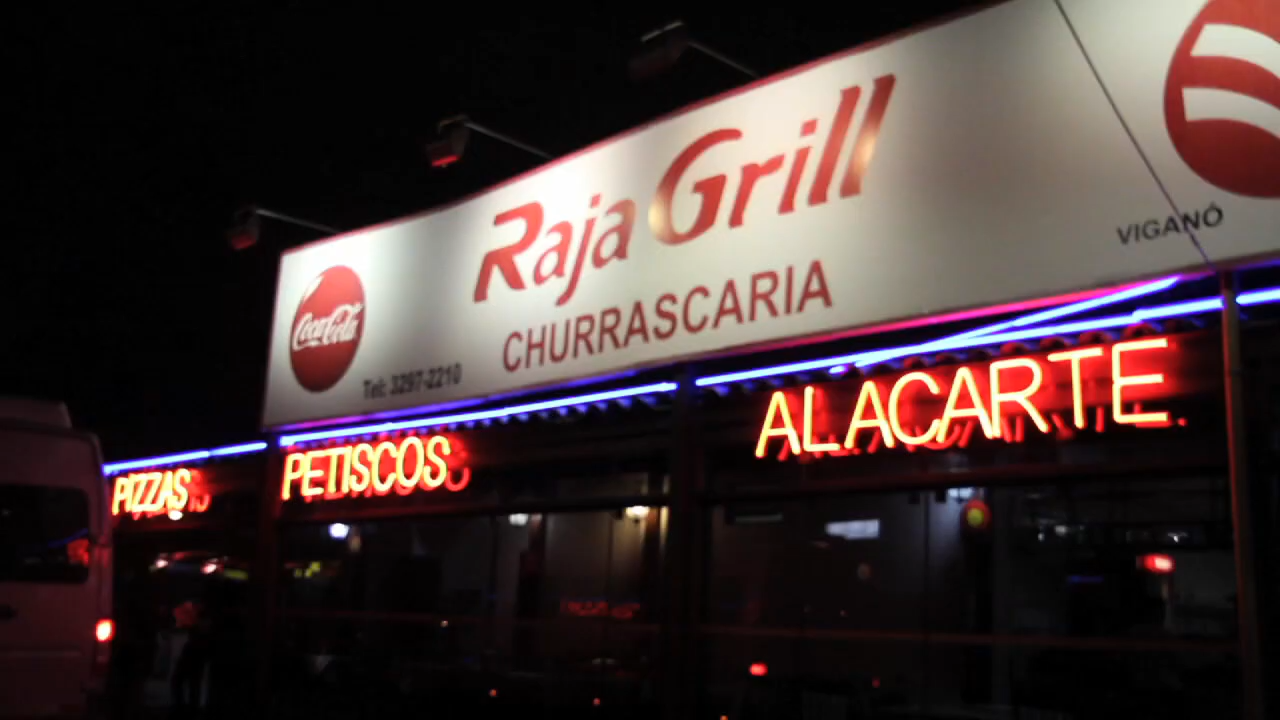 Raja Grill
CHURRASCARIA
Coca-Cola
Tel: 3297-2210
VIGANÓ
PIZZAS
PETISCOS
ALACARTE